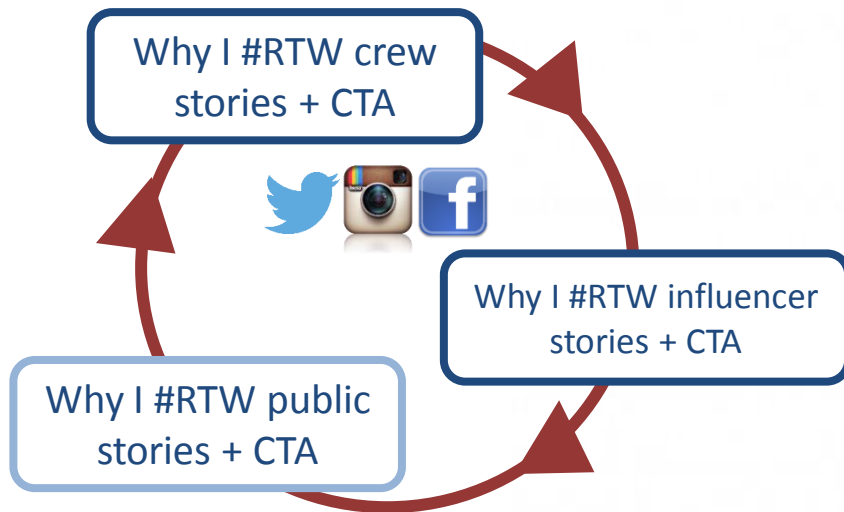 Why I #RTW crew
stories + CTA
Why I #RTW influencer
stories + CTA
Why I #RTW public
stories + CTA